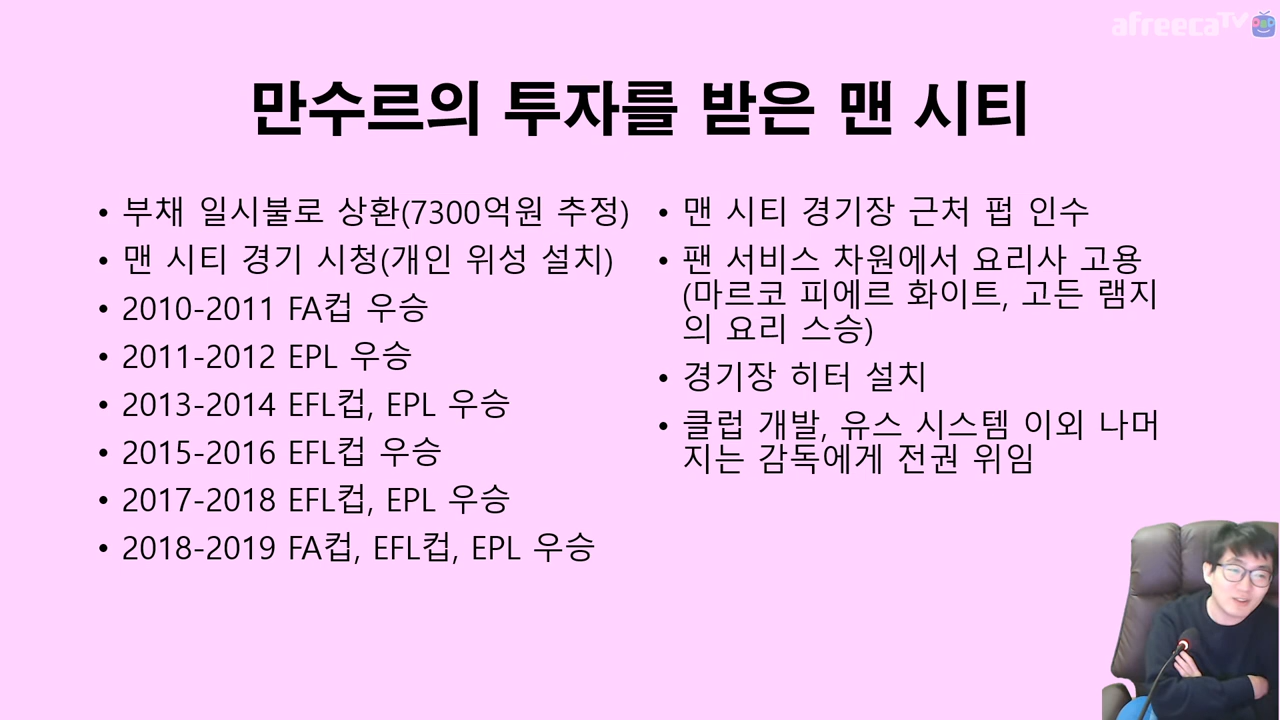 afreecaTV
만수르의 투자를 받은 맨 시티
• 부채 일시불로 상환(7300억원 추정)
• 맨 시티 경기 시청(개인 위성 설치)
• 2010-2011 FA컵 우승
• 2011-2012 EPL 우승
• 2013-2014 EFL컵, EPL 우승
• 2015-2016 EFL컵 우승
• 2017-2018 EFL컵, EPL 우승
• 2018-2019 FA컵, EFL컵, EPL 우승
• 맨 시티 경기장 근처 펍 인수
• 팬 서비스 차원에서 요리사 고용
(마르코 피에르 화이트, 고든 램지
의 요리 스승)
• 경기장 히터 설치
• 클럽 개발, 유스 시스템 이외 나머
지는 감독에게 전권 위임